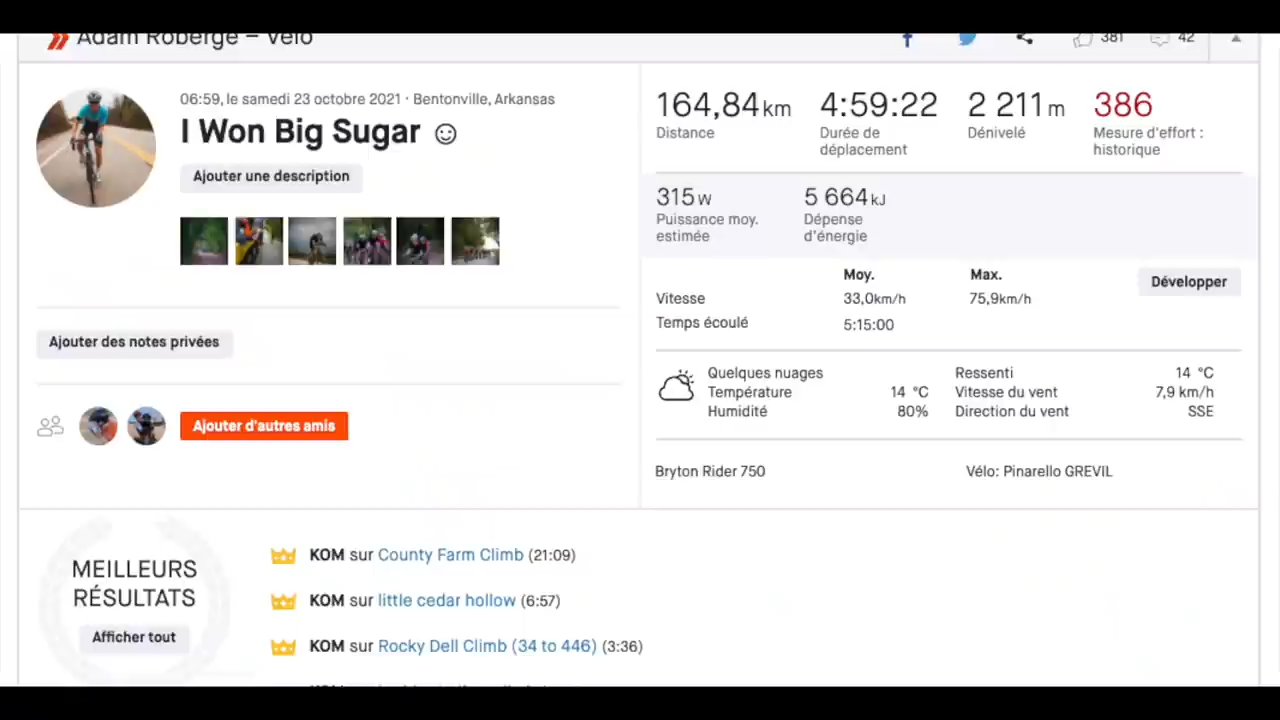 Adam Roberge – Vélo
381
42
06:59, le samedi 23 octobre 2021 · Bentonville, Arkansas
I Won Big Sugar
Ajouter une description
Ajouter des notes privées
Ajouter d'autres amis
164,84km
Distance
4:59:22
Durée de
déplacement
2 211m
Dénivelé
386
Mesure d'effort :
historique
315W
Puissance moy.
estimée
5 664kJ
Dépense
d'énergie
Moy. Max.
Développer
Vitesse 33,0km/h 75,9km/h
Temps écoulé 5:15:00
Quelques nuages
Température 14 °C
Humidité 80%
Ressenti 14 °C
Vitesse du vent 7,9 km/h
Direction du vent SSE
Bryton Rider 750
Vélo: Pinarello GREVIL
MEILLEURS
RÉSULTATS
Afficher tout
KOM sur County Farm Climb (21:09)
KOM sur little cedar hollow (6:57)
KOM sur Rocky Dell Climb (34 to 446) (3:36)